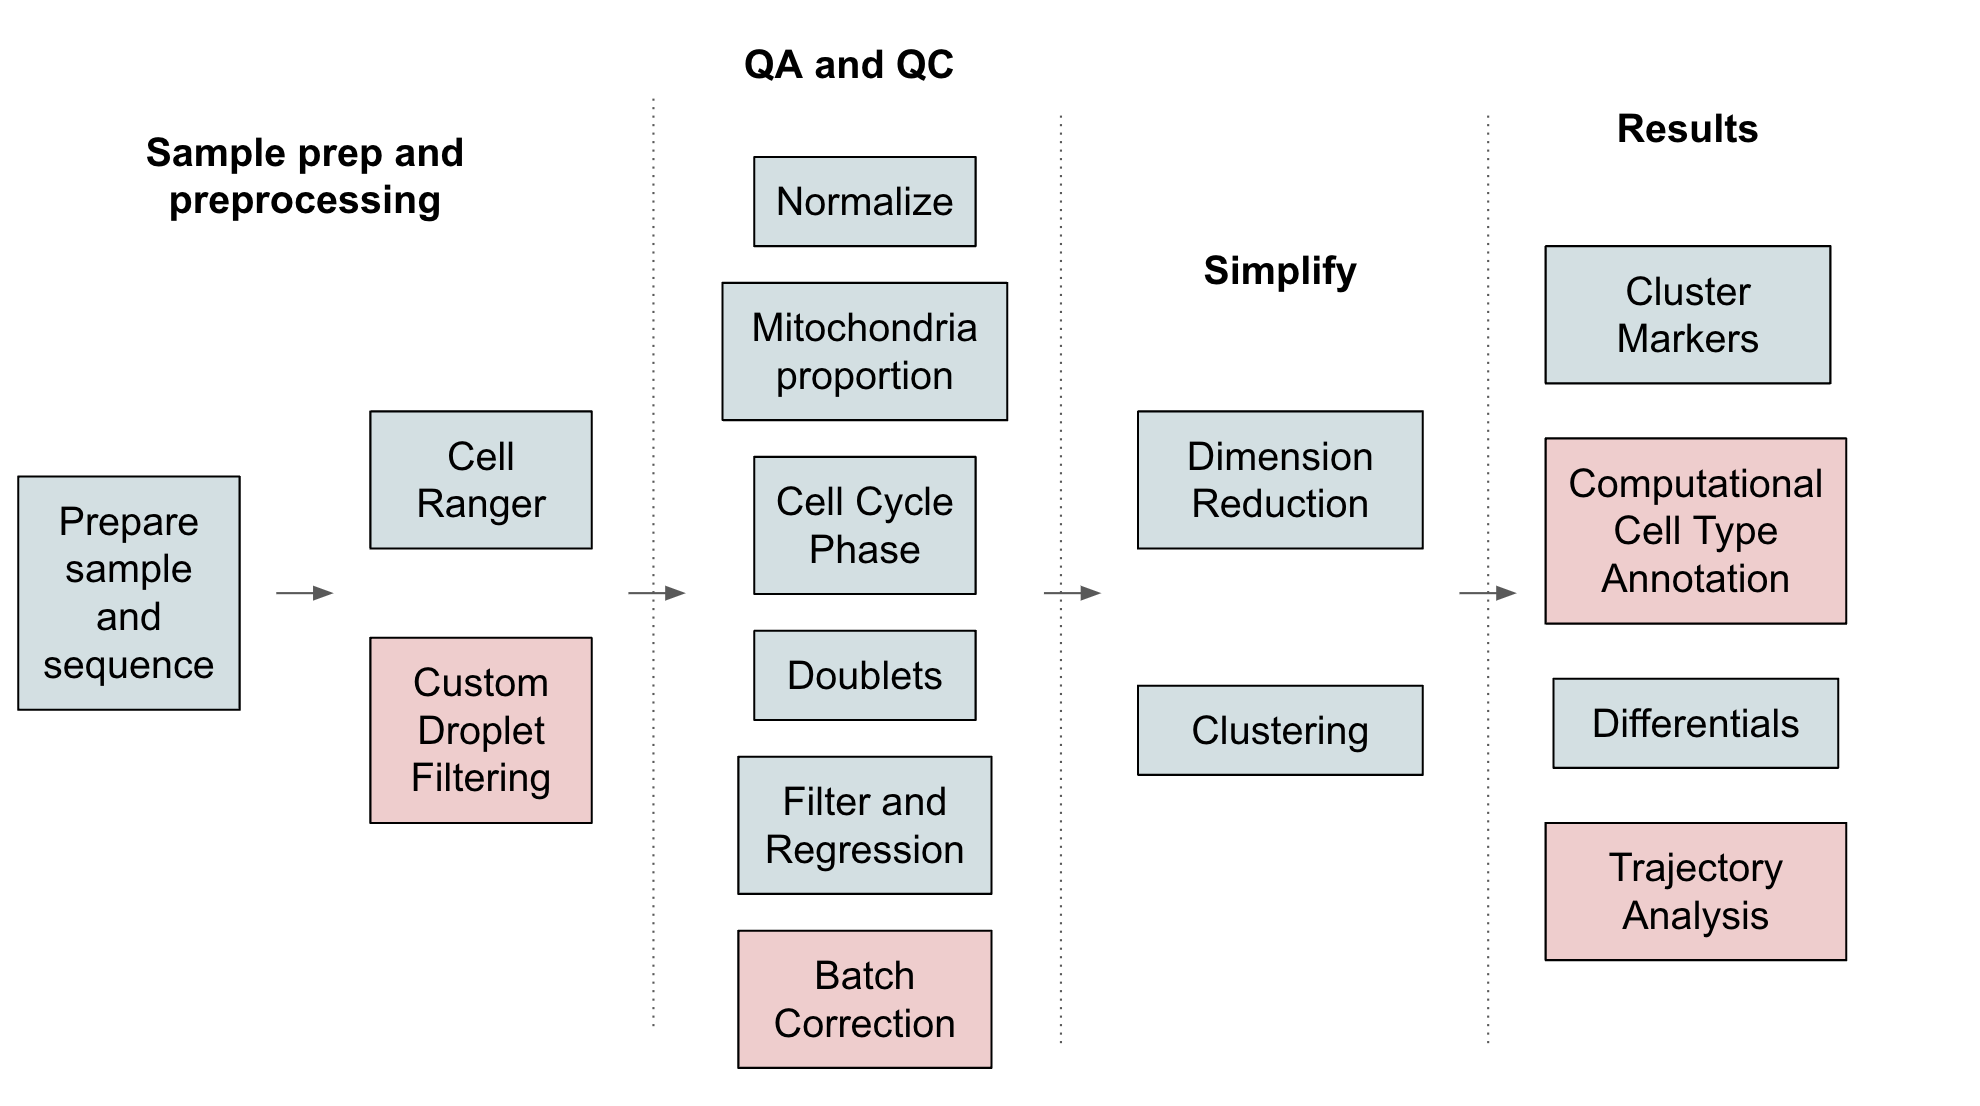 Sample prep and
preprocessing
Prepare
sample
and
sequence
Cell
Ranger
Custom
Droplet
Filtering
QA and QC
Normalize
Mitochondria
proportion
Cell Cycle
Phase
Doublets
Filter and
Regression
Batch
Correction
Simplify
Dimension
Reduction
Clustering
Results
Cluster
Markers
Computational
Cell Type
Annotation
Differentials
Trajectory
Analysis